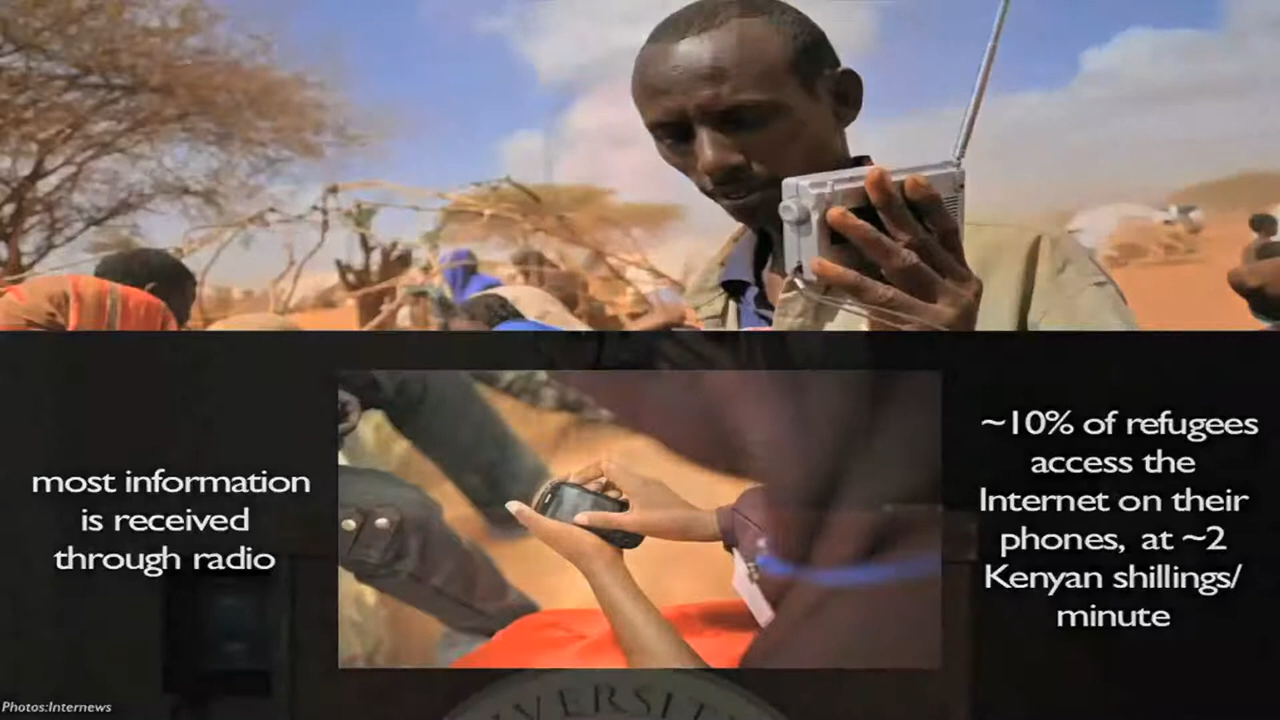 most information
is received
through radio
~10% of refugees
access the
Internet on their
phones, at ~2
Kenyan shillings/
minute
Photos:Internews